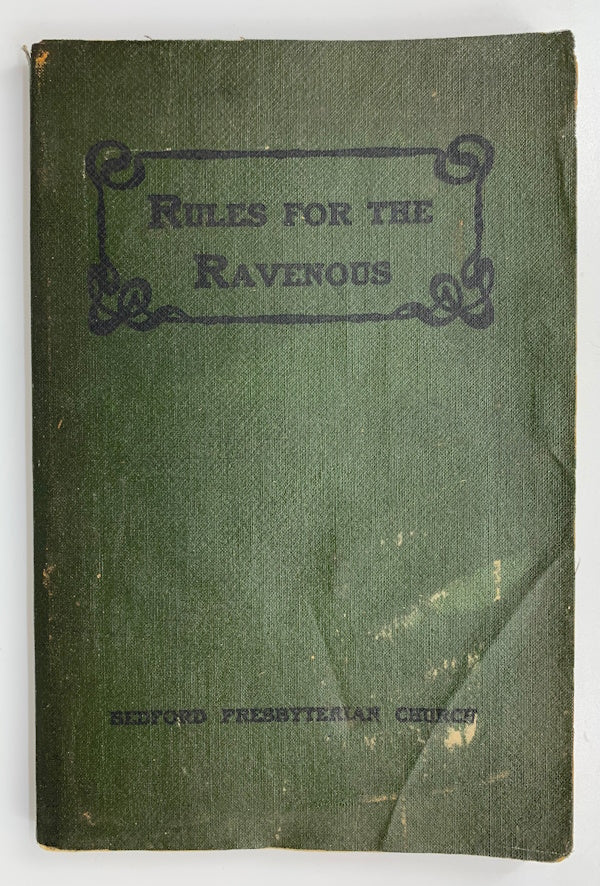 RULES FOR THE
RAVENOUS
BEDFORD PRESBYTERIAN CHURCH